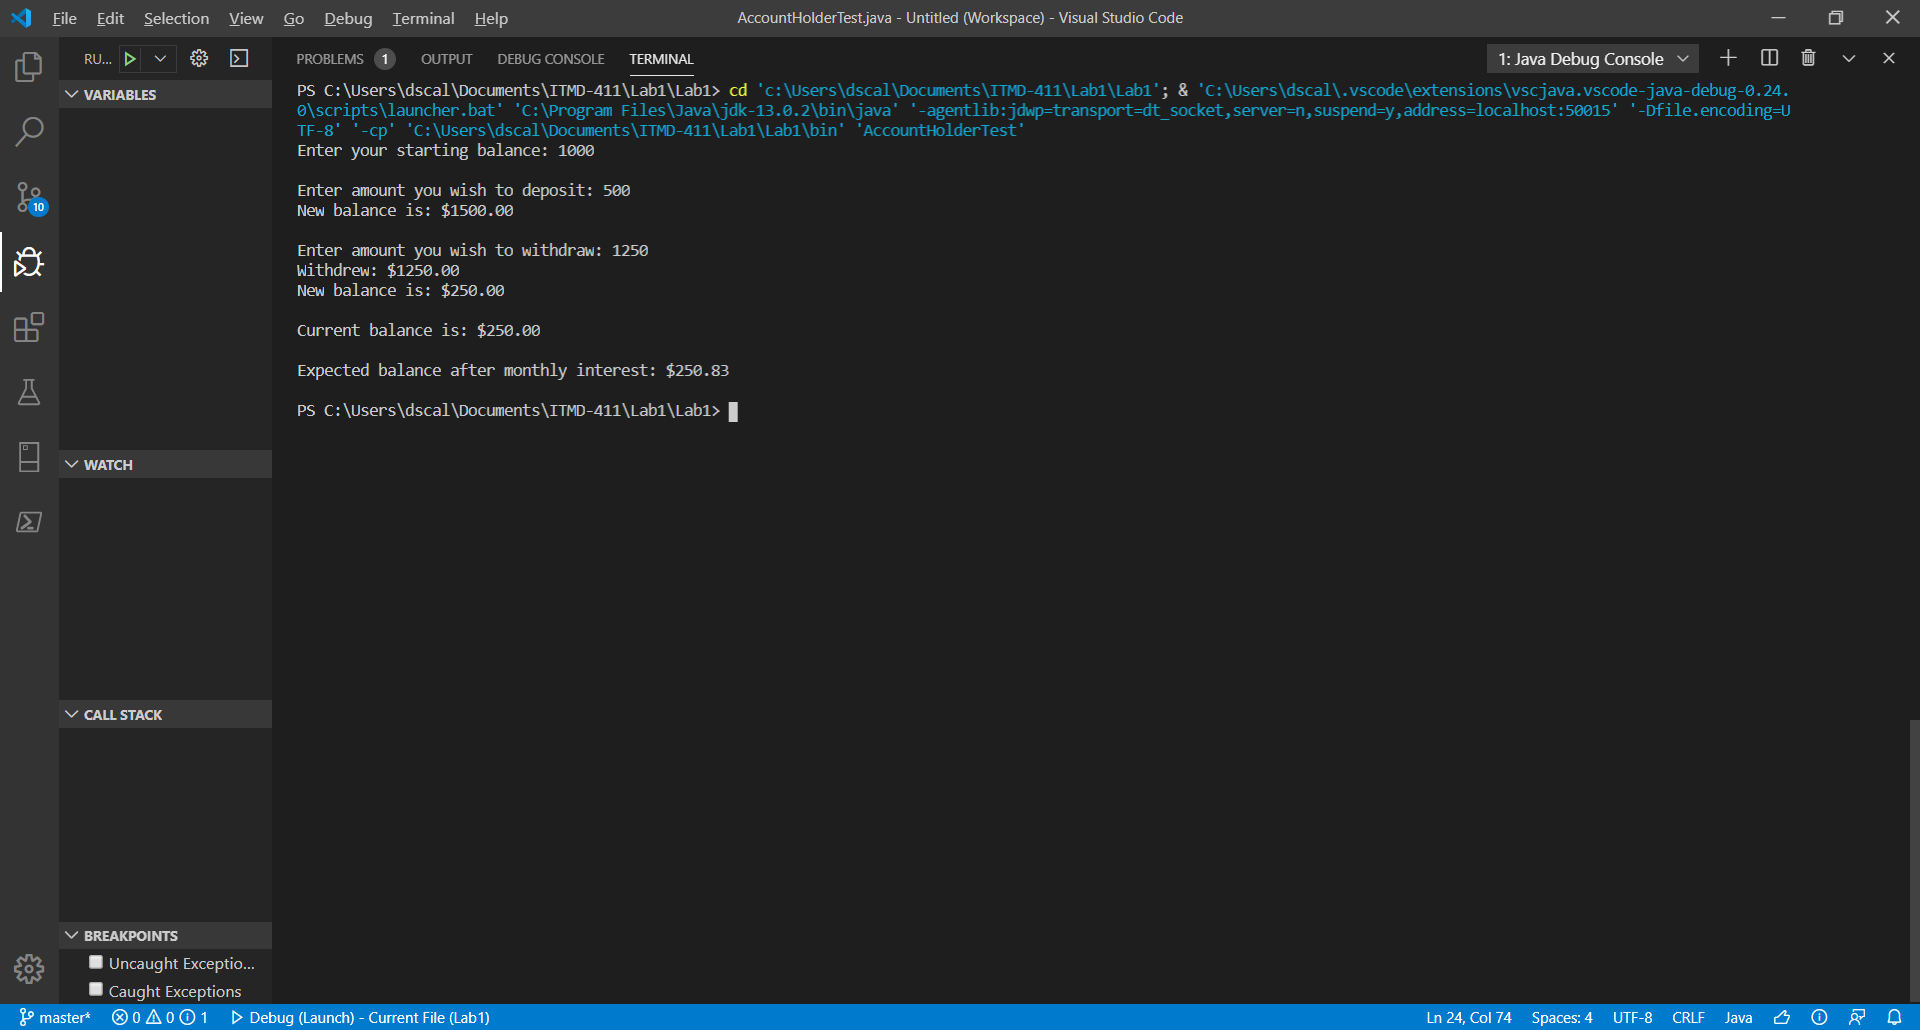 File Edit Selection View Go Debug Terminal Help
AccountHolderTest.java - Untitled (Workspace) - Visual Studio Code
RU...
PROBLEMS 1 OUTPUT DEBUG CONSOLE TERMINAL
1: Java Debug Console
VARIABLES
PS C:\Users\dscal\Documents\ITMD-411\Lab1\Lab1> cd 'c:\Users\dscal\Documents\ITMD-411\Lab1\Lab1'; & 'C:\Users\dscal\.vscode\extensions\vscjava.vscode-java-debug-0.24.
0\scripts\launcher.bat' 'C:\Program Files\Java\jdk-13.0.2\bin\java' '-agentlib:jdwp=transport=dt_socket,server=n,suspend=y,address=localhost:50015' '-Dfile.encoding=U
TF-8' '-cp' 'C:\Users\dscal\Documents\ITMD-411\Lab1\Lab1\bin' 'AccountHolderTest'
Enter your starting balance: 1000
Enter amount you wish to deposit: 500
New balance is: $1500.00
Enter amount you wish to withdraw: 1250
Withdrew: $1250.00
New balance is: $250.00
Current balance is: $250.00
Expected balance after monthly interest: $250.83
PS C:\Users\dscal\Documents\ITMD-411\Lab1\Lab1>
10
WATCH
CALL STACK
BREAKPOINTS
Uncaught Exceptio...
Caught Exceptions
master* 0 0 1 Debug (Launch) - Current File (Lab1)
Ln 24, Col 74 Spaces: 4 UTF-8 CRLF Java